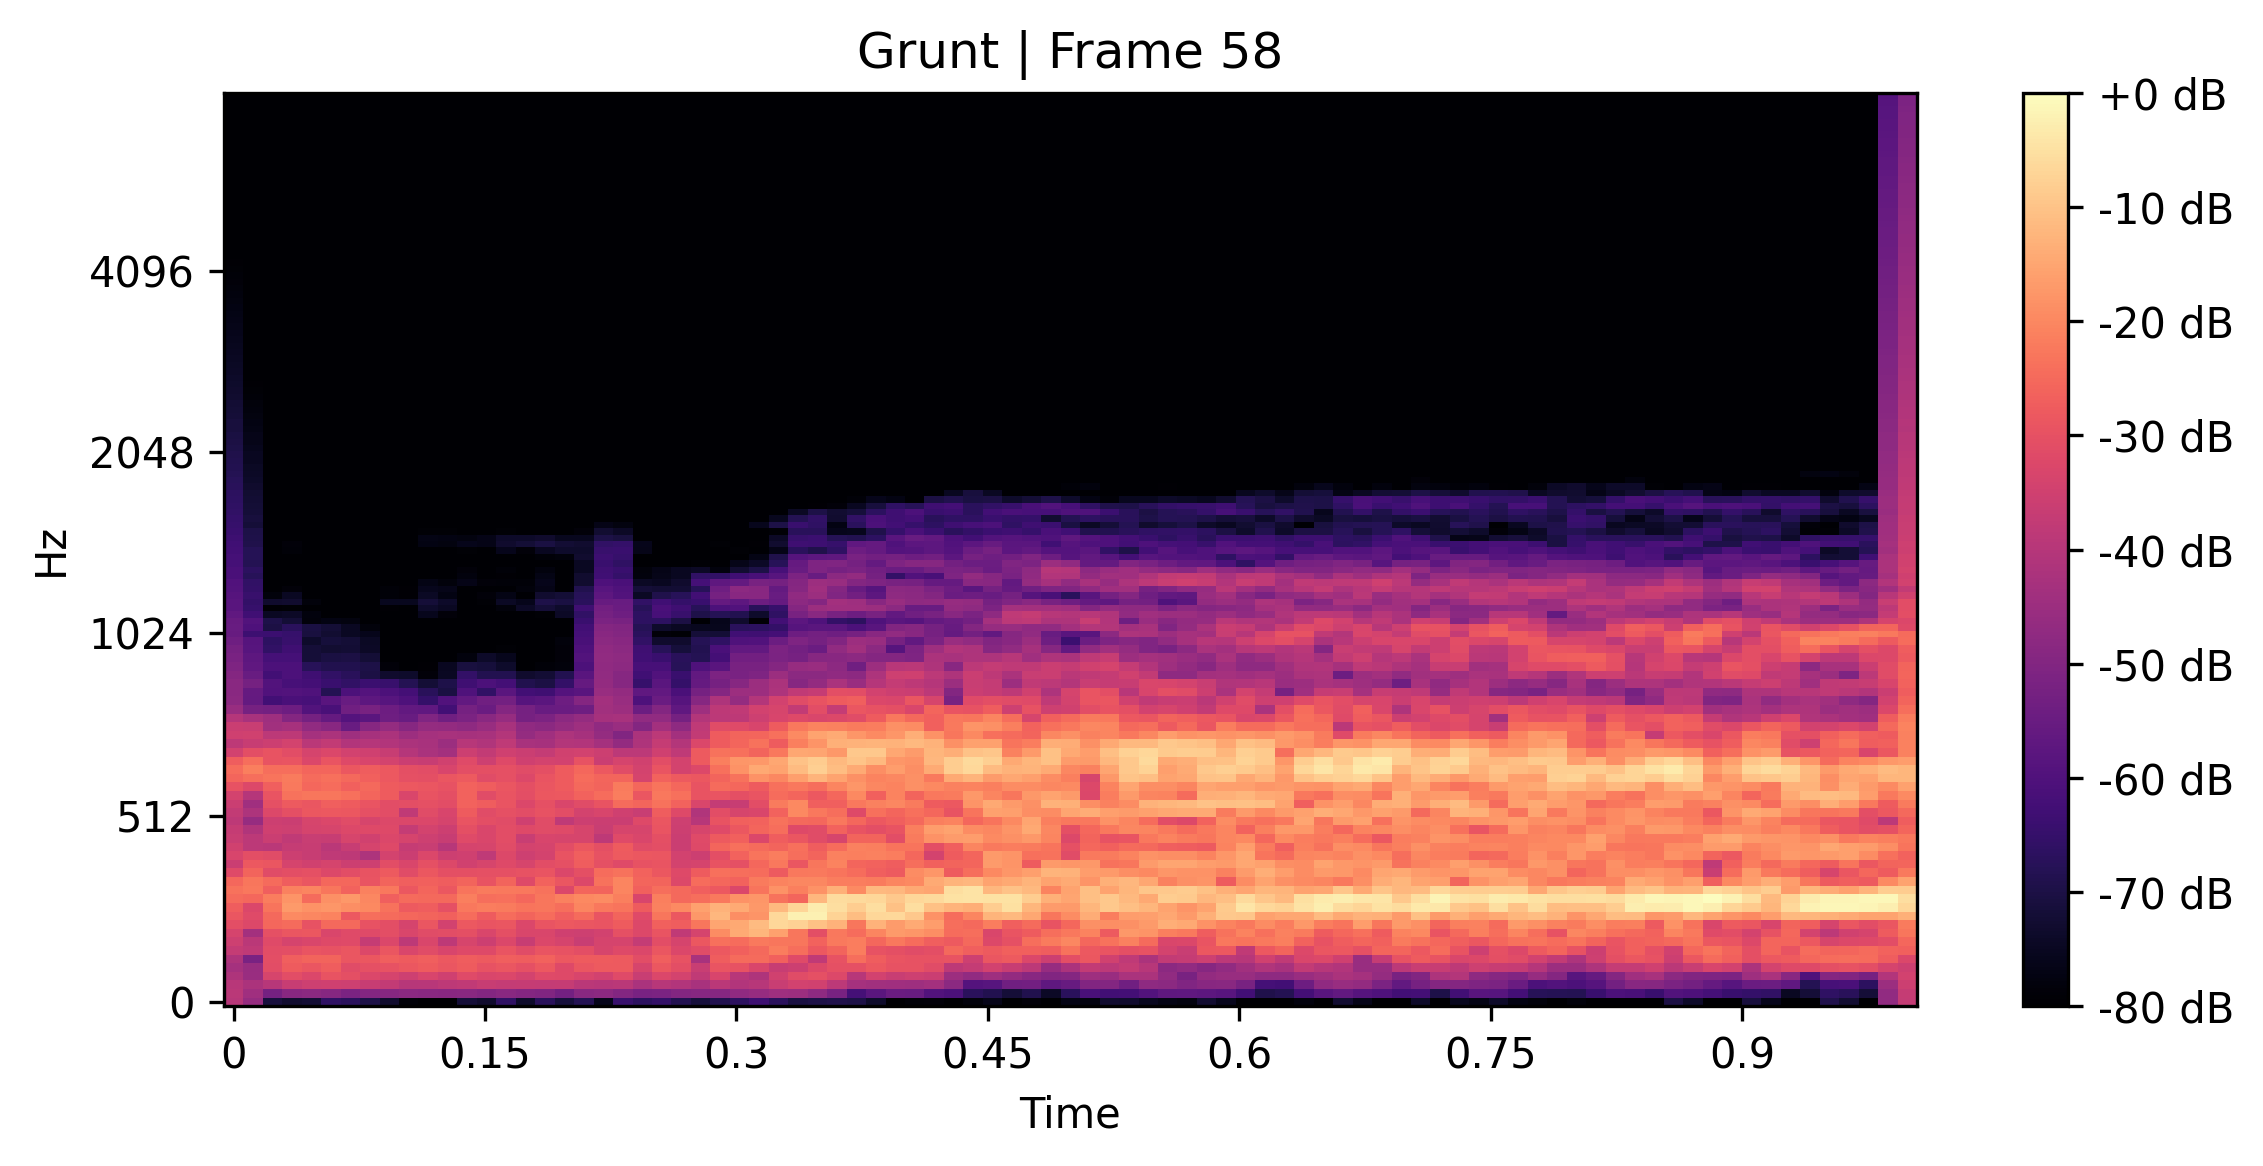 Grunt | Frame 58
Hz
4096
2048
1024
512
0
0 0.15 0.3 0.45 0.6 0.75 0.9
Time
+0 dB
-10 dB
-20 dB
-30 dB
-40 dB
-50 dB
-60 dB
-70 dB
-80 dB